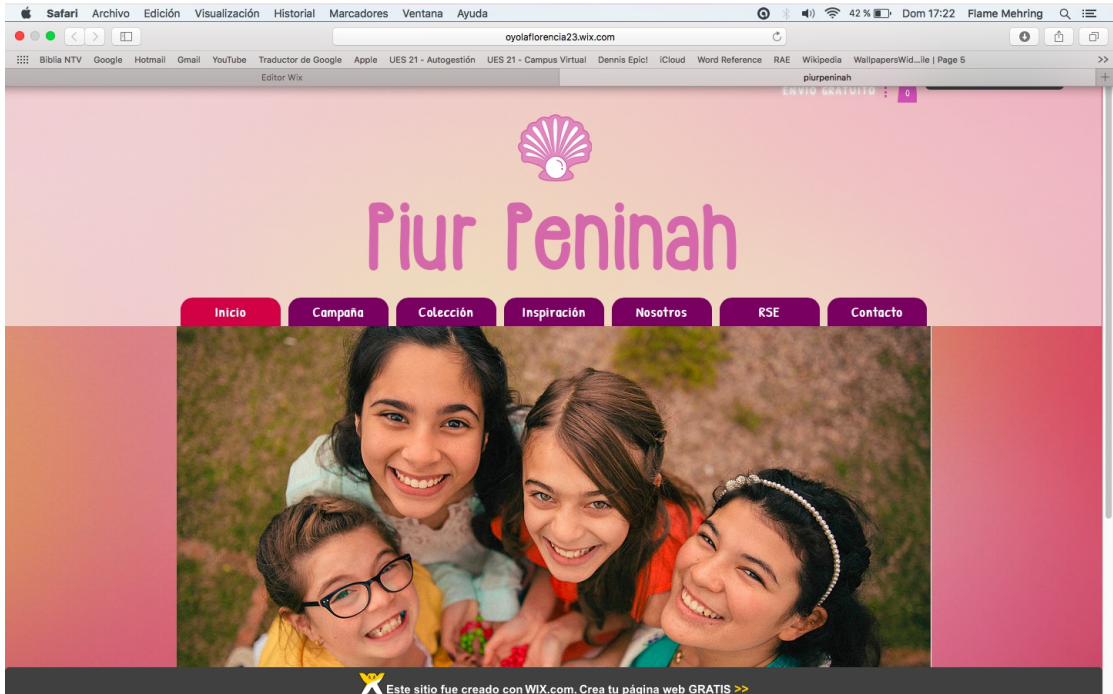 Safari Archivo Edición Visualización Historial Marcadores Ventana Ayuda 42 % Dom 17:22 Flame Mehring
oyolaflorencia23.wix.com
Biblia NTV Google Hotmail Gmail YouTube Traductor de Google Apple UES 21 - Autogestión UES 21 - Campus Virtual Dennis Epic! iCloud Word Reference RAE Wikipedia WallpapersWid...ile | Page 5 >>
Editor Wix piurpeninah +
ENVIO GRATUITO 0
Piur Peninah
Inicio Campaña Colección Inspiración Nosotros RSE Contacto
Este sitio fue creado con WIX.com. Crea tu página web GRATIS >>